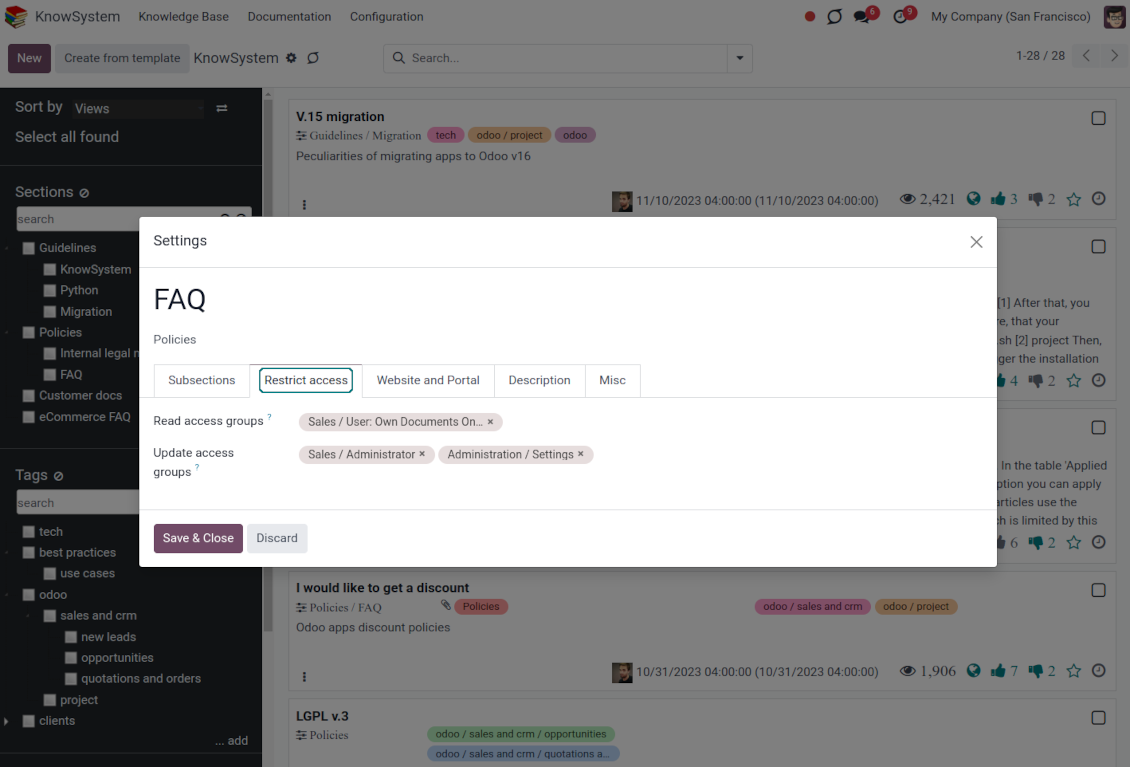 KnowSystem Knowledge Base Documentation Configuration 6 9 My Company (San Francisco)
New Create from template KnowSystem Search... 1-28 / 28
Sort by Views
Select all found
Sections
search
Guidelines
KnowSystem
Python
Migration
Policies
Internal legal
FAQ
Customer docs
eCommerce FAQ
Tags
search
tech
best practices
use cases
odoo
sales and crm
new leads
opportunities
quotations and orders
project
clients
... add
V.15 migration
Guidelines / Migration tech odoo / project odoo
Peculiarities of migrating apps to Odoo v16
11/10/2023 04:00:00 (11/10/2023 04:00:00) 2,421 3 2
[1] After that, you
re, that your
.sh [2] project Then,
ger the installation
4 2
Settings
FAQ
Policies
Subsections Restrict access Website and Portal Description Misc
Read access groups ? Sales / User: Own Documents On... ×
Update access
groups ? Sales / Administrator × Administration / Settings ×
Save & Close Discard
In the table 'Applied
ption you can apply
articles use the
h is limited by this
6 2
I would like to get a discount
Policies / FAQ Policies odoo / sales and crm odoo / project
Odoo apps discount policies
10/31/2023 04:00:00 (10/31/2023 04:00:00) 1,906 7 2
LGPL v.3
Policies odoo / sales and crm / opportunities
odoo / sales and crm / quotations a...